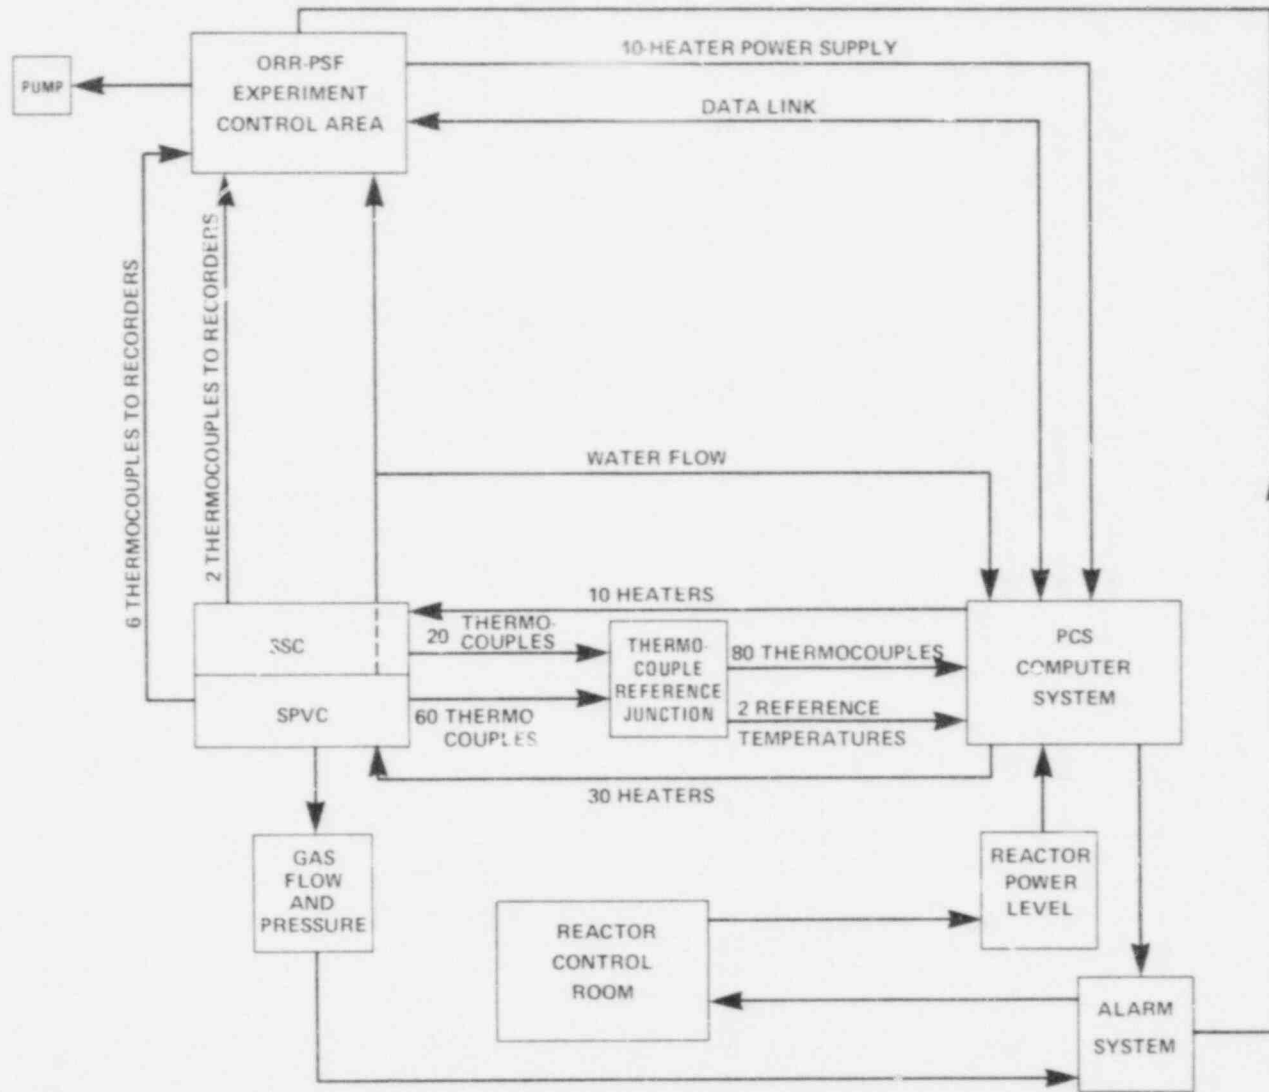 ORR-PSF
EXPERIMENT
CONTROL AREA
PUMP
10-HEATER POWER SUPPLY
DATA LINK
6 THERMOCOUPLES TO RECORDERS
2 THERMOCOUPLES TO RECORDERS
WATER FLOW
10 HEATERS
SSC
SPVC
20 THERMO-
COUPLES
60 THERMO
COUPLES
THERMO-
COUPLE
REFERENCE
JUNCTION
80 THERMOCOUPLES
2 REFERENCE
TEMPERATURES
PCS
COMPUTER
SYSTEM
30 HEATERS
GAS
FLOW
AND
PRESSURE
REACTOR
POWER
LEVEL
REACTOR
CONTROL
ROOM
ALARM
SYSTEM